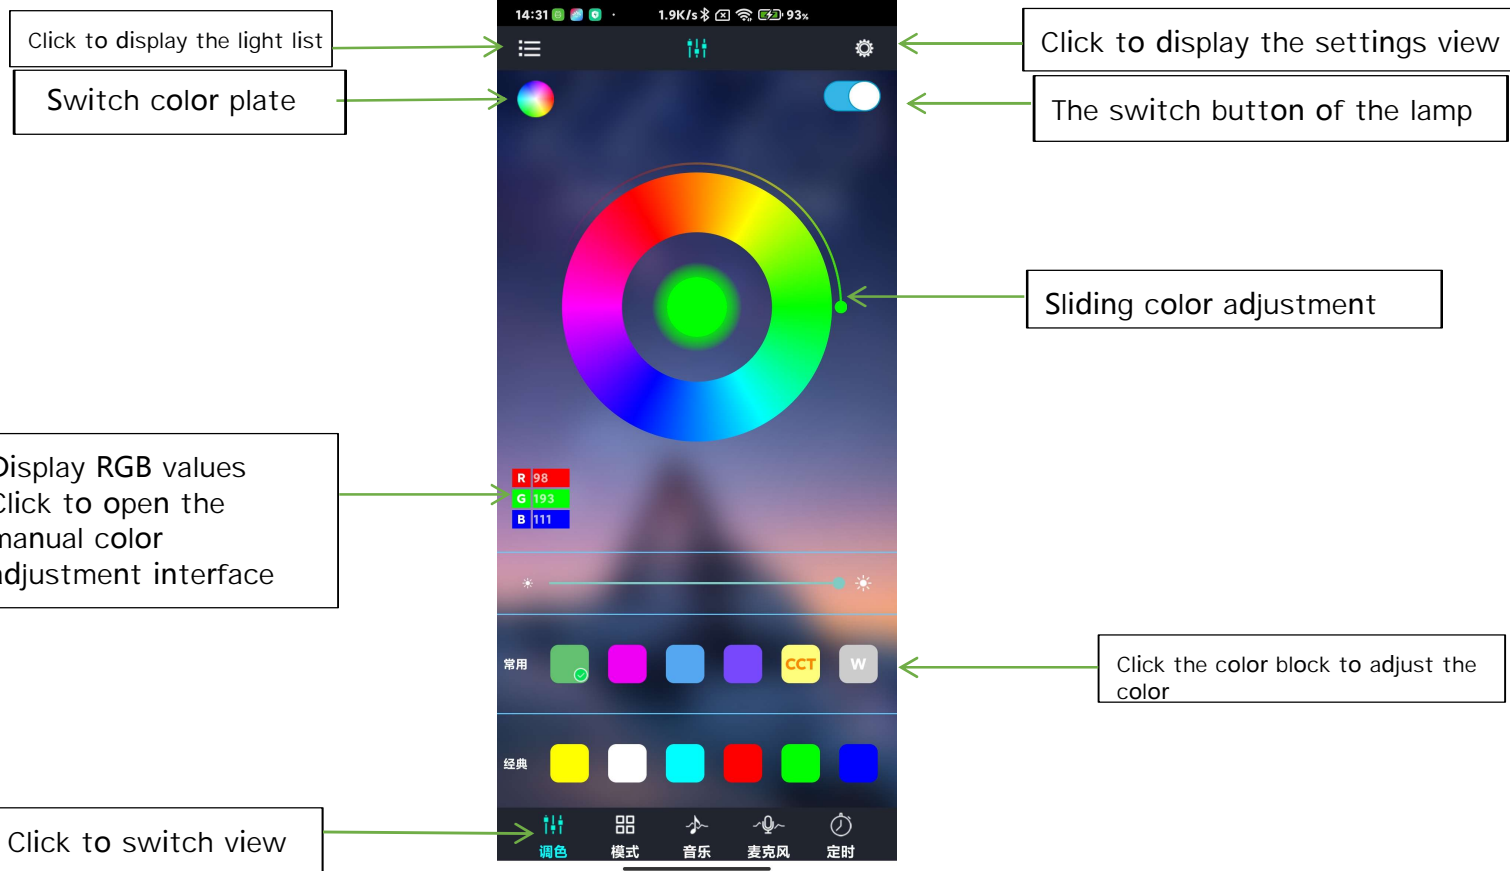 Click to display the light list
Switch color plate
Display RGB values
Click to open the
manual color
adjustment interface
Click to switch view
14:31
1.9K/s
93%
R 98
G 193
B 111
常用
CCT
W
经典
调色
模式
音乐
麦克风
定时
Click to display the settings view
The switch button of the lamp
Sliding color adjustment
Click the color block to adjust the
color